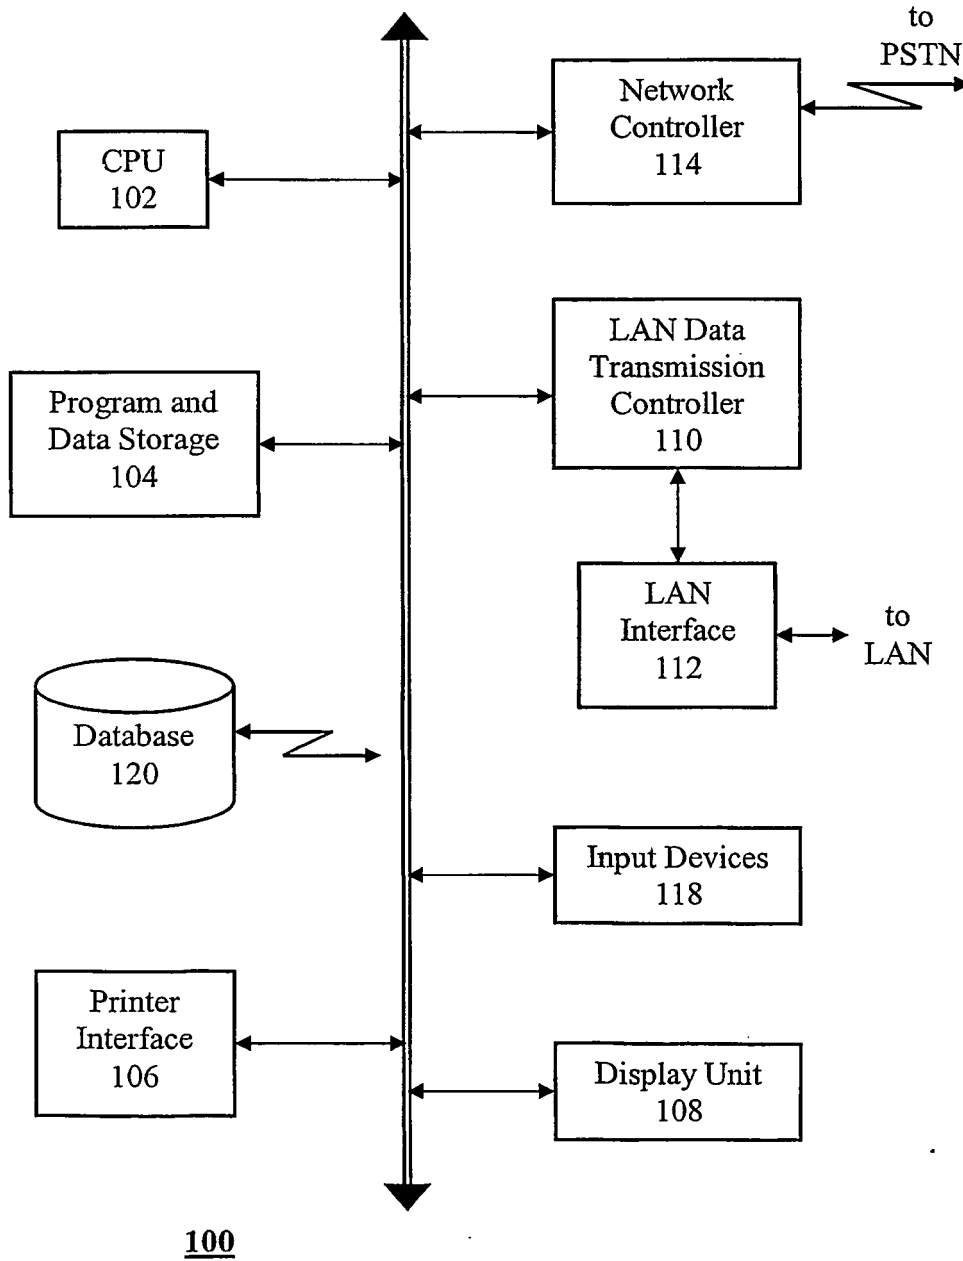 to
PSTN
Network
Controller
114
CPU
102
LAN Data
Transmission
Controller
110
Program and
Data Storage
104
LAN
Interface
112
to
LAN
Database
120
Input Devices
118
Printer
Interface
106
Display Unit
108
100